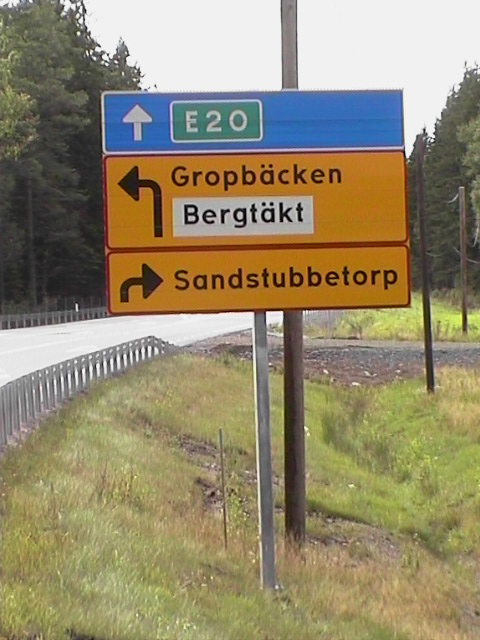 E20
Gropbäcken
Bergtäkt
Sandstubbetorp